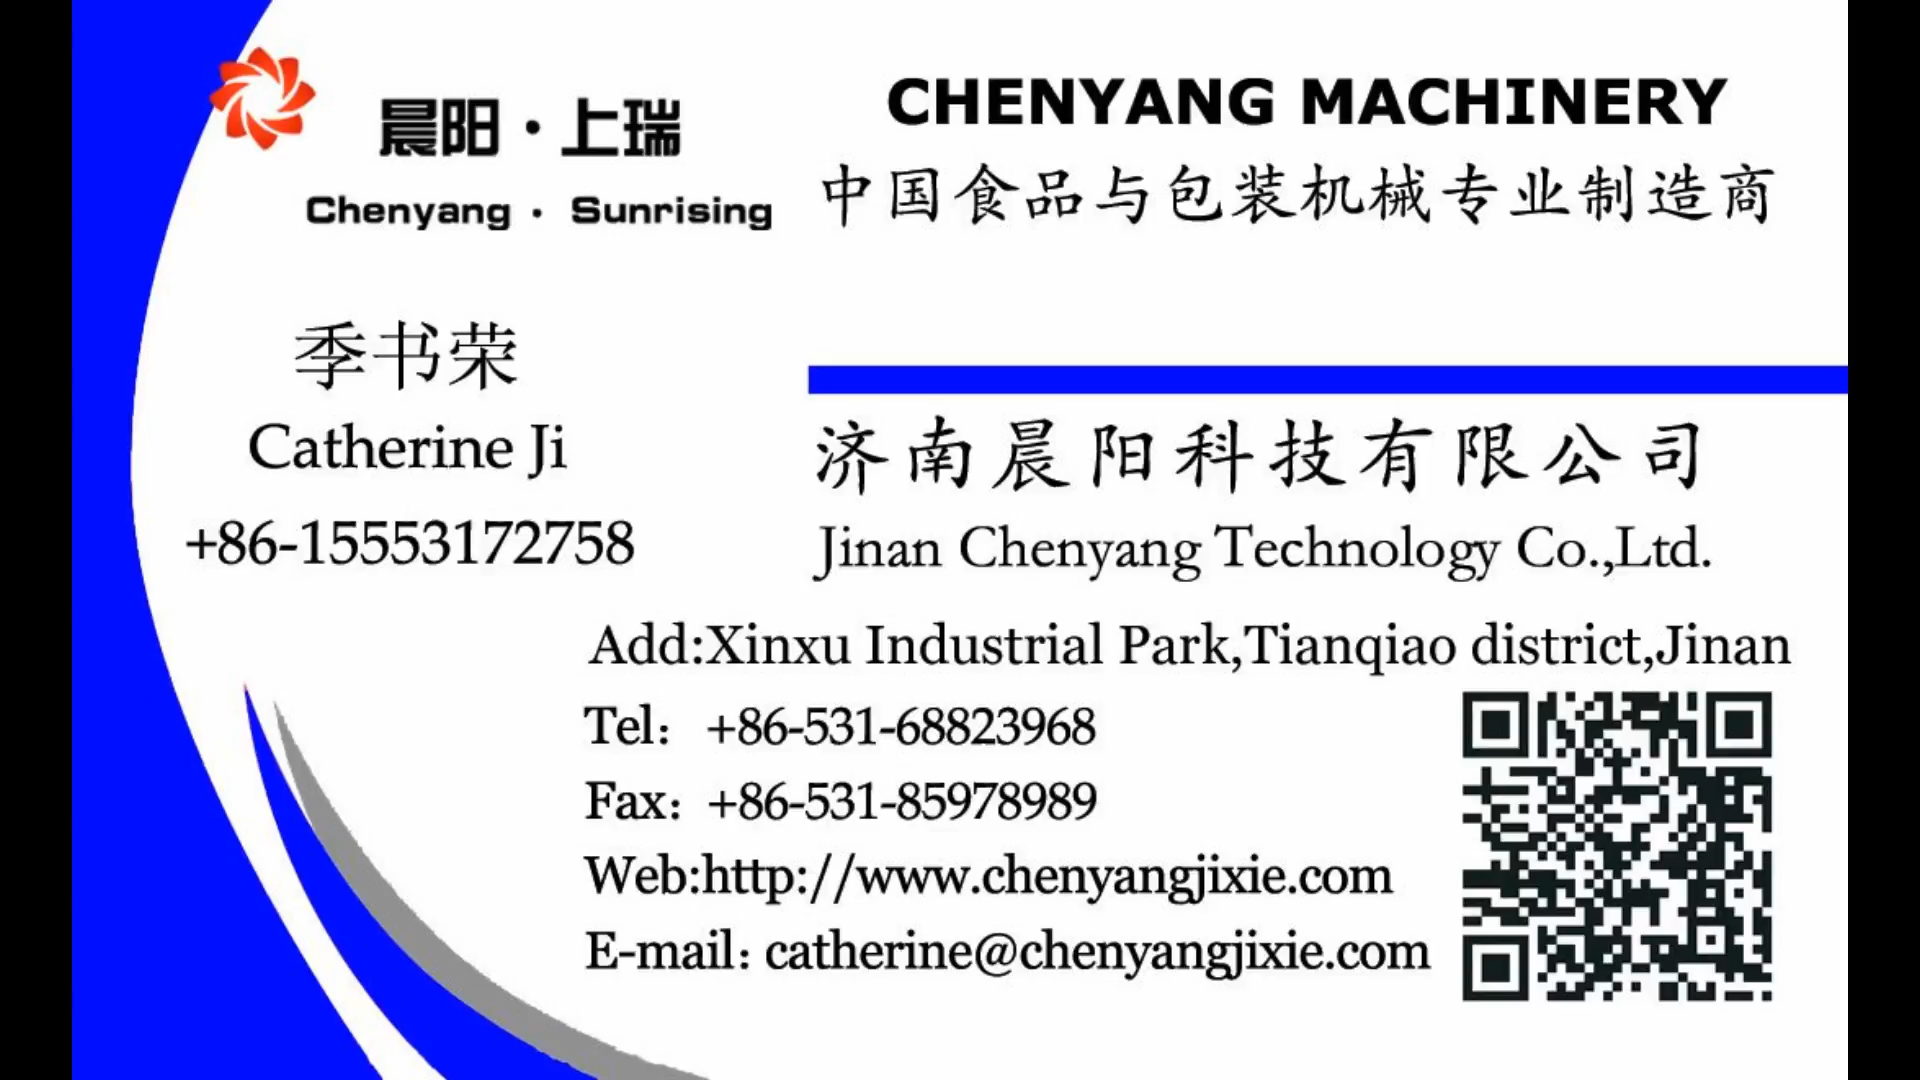 晨阳·上瑞
Chenyang · Sunrising
CHENYANG MACHINERY
中国食品与包装机械专业制造商
季书荣
Catherine Ji
+86-15553172758
济南晨阳科技有限公司
Jinan Chenyang Technology Co.,Ltd.
Add:Xinxu Industrial Park,Tianqiao district,Jinan
Tel：+86-531-68823968
Fax：+86-531-85978989
Web:http://www.chenyangjixie.com
E-mail：catherine@chenyangjixie.com